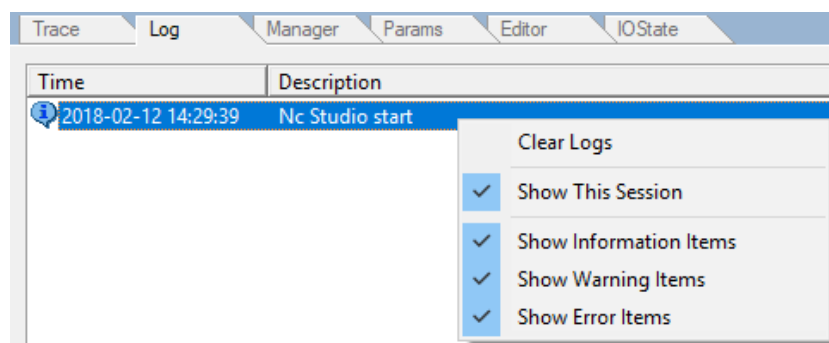 Trace Log Manager Params Editor IOState
Time Description
2018-02-12 14:29:39 Nc Studio start
Clear Logs
Show This Session
Show Information Items
Show Warning Items
Show Error Items